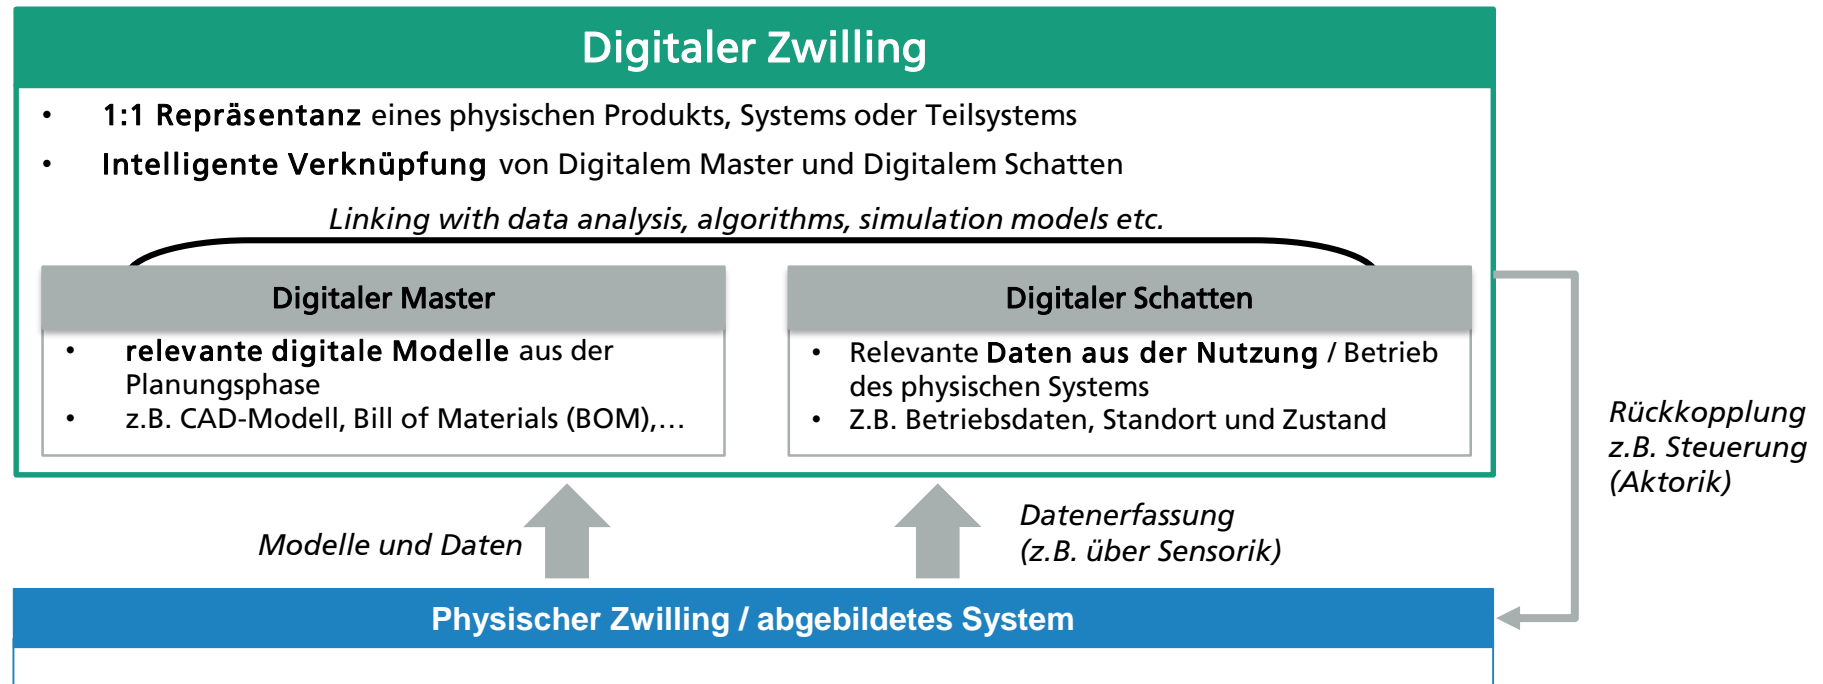 Digitaler Zwilling
• 1:1 Repräsentanz eines physischen Produkts, Systems oder Teilsystems
• Intelligente Verknüpfung von Digitalem Master und Digitalem Schatten
Linking with data analysis, algorithms, simulation models etc.
Digitaler Master
• relevante digitale Modelle aus der
Planungsphase
• z.B. CAD-Modell, Bill of Materials (BOM),…
Digitaler Schatten
• Relevante Daten aus der Nutzung / Betrieb
des physischen Systems
• Z.B. Betriebsdaten, Standort und Zustand
Rückkopplung
z.B. Steuerung
(Aktorik)
Modelle und Daten
Datenerfassung
(z.B. über Sensorik)
Physischer Zwilling / abgebildetes System